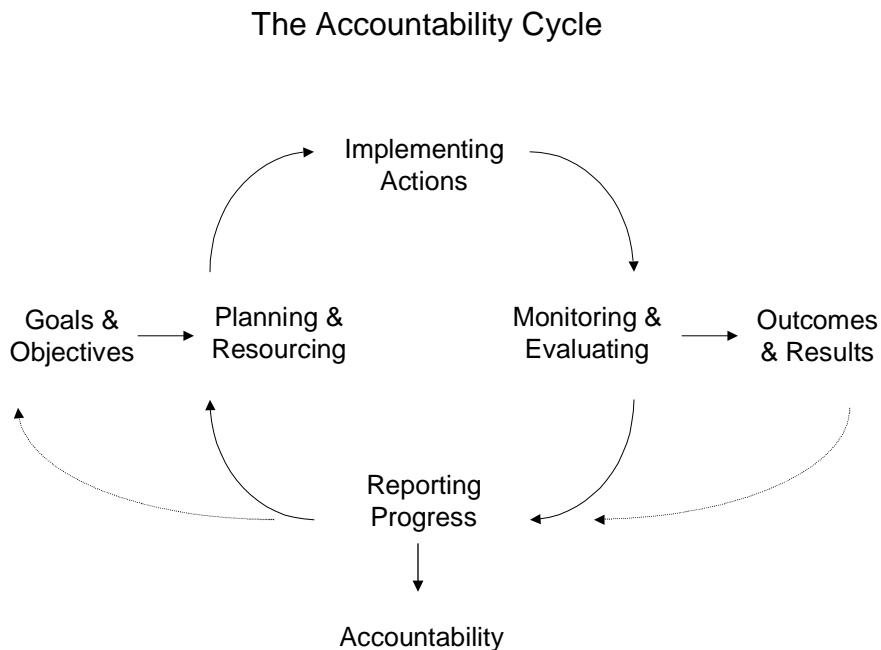 The Accountability Cycle
Implementing
Actions
Goals &
Objectives
Planning &
Resourcing
Monitoring &
Evaluating
Outcomes
& Results
Reporting
Progress
Accountability